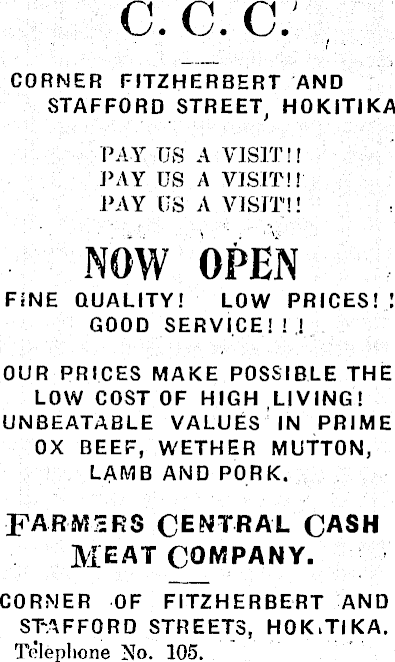 C. C. C.
CORNER FITZHERBERT AND
STAFFORD STREET, HOKITIKA
PAY US A VISIT!!
PAY US A VISIT!!
PAY US A VISIT!!
NOW OPEN
FINE QUALITY! LOW PRICES!!
GOOD SERVICE!!!
OUR PRICES MAKE POSSIBLE THE
LOW COST OF HIGH LIVING!
UNBEATABLE VALUES IN PRIME
OX BEEF, WETHER MUTTON,
LAMB AND PORK.
FARMERS CENTRAL CASH
MEAT COMPANY.
CORNER OF FITZHERBERT AND
STAFFORD STREETS, HOKITIKA.
Telephone No. 105.